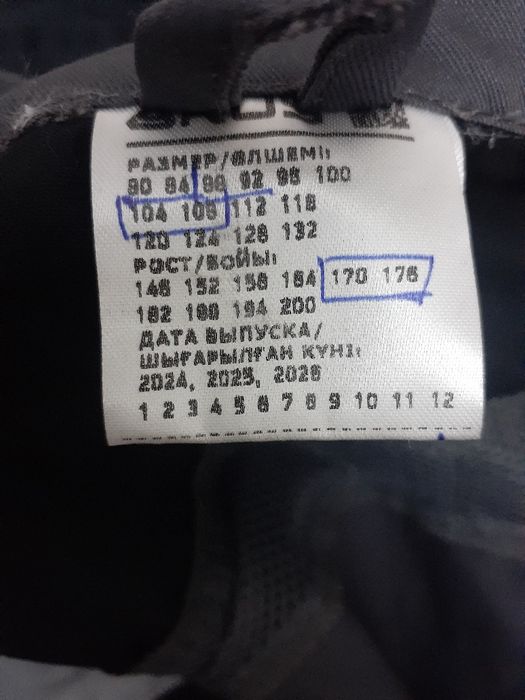 РАЗМЕР/ӨЛШЕМІ:
80 84 88 92 96 100
104 108 112 116
120 124 128 132
РОСТ/БОЙЫ:
146 152 158 164 170 176
182 188 194 200
ДАТА ВЫПУСКА/
ШЫҒАРЫЛҒАН КҮНІ:
2024, 2025, 2026
1 2 3 4 5 6 7 8 9 10 11 12